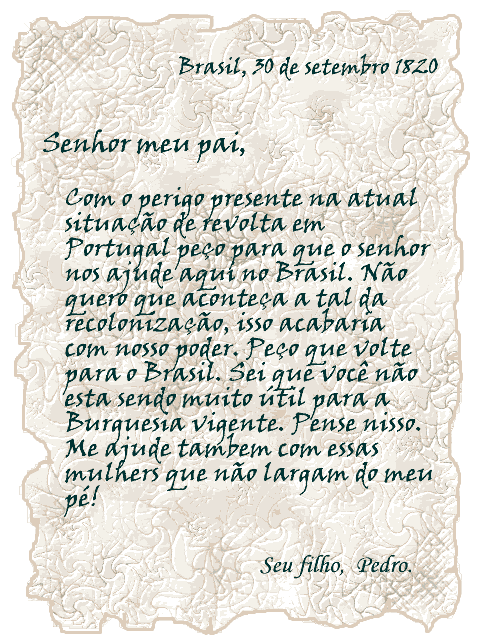 Brasil, 30 de setembro 1820
Senhor meu pai,
Com o perigo presente na atual
situação de revolta em
Portugal peço para que o senhor
nos ajude aqui no Brasil. Não
quero que aconteça a tal da
recolonização, isso acabaria
com nosso poder. Peço que volte
para o Brasil. Sei que você não
esta sendo muito útil para a
Burguesia vigente. Pense nisso.
Me ajude tambem com essas
mulhers que não largam do meu
pé!
Seu filho, Pedro.